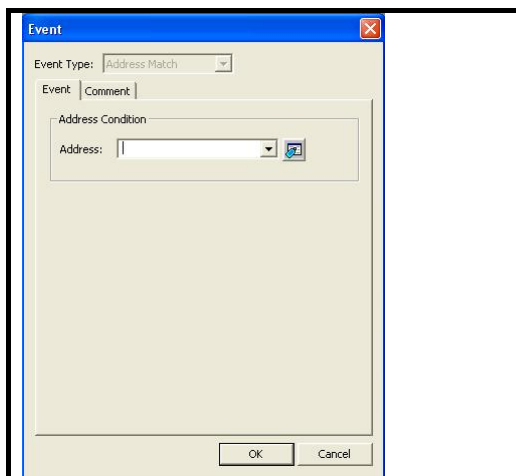 Event
Event Type: Address Match
Event Comment
Address Condition
Address:
OK Cancel